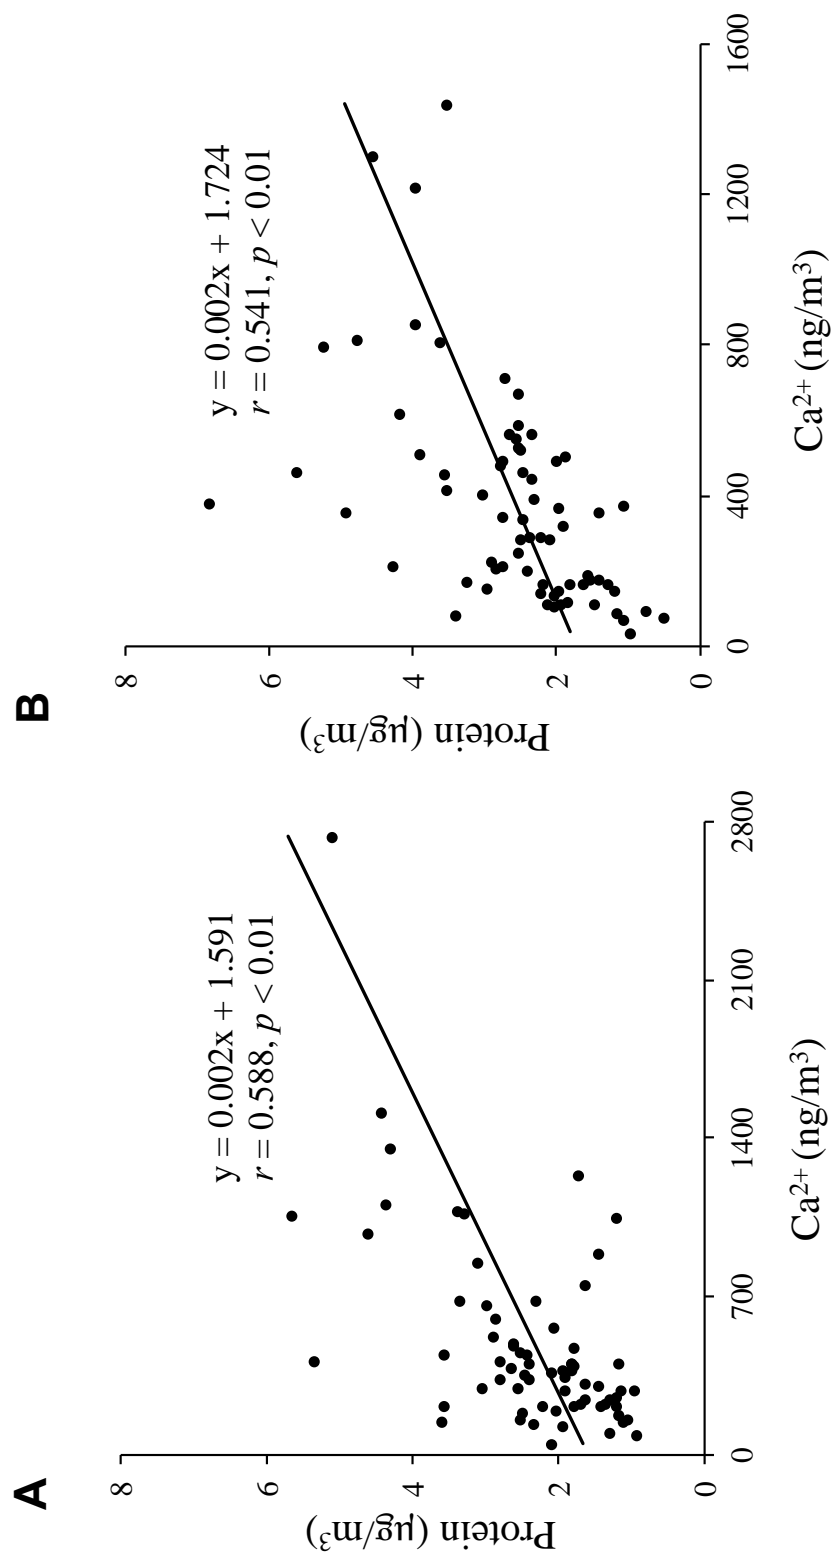 A
y = 0.002x + 1.591
r = 0.588, p < 0.01
8
6
4
2
0
Protein (μg/m³)
0 700 1400 2100 2800
Ca²⁺ (ng/m³)
B
y = 0.002x + 1.724
r = 0.541, p < 0.01
8
6
4
2
0
Protein (μg/m³)
0 400 800 1200 1600
Ca²⁺ (ng/m³)